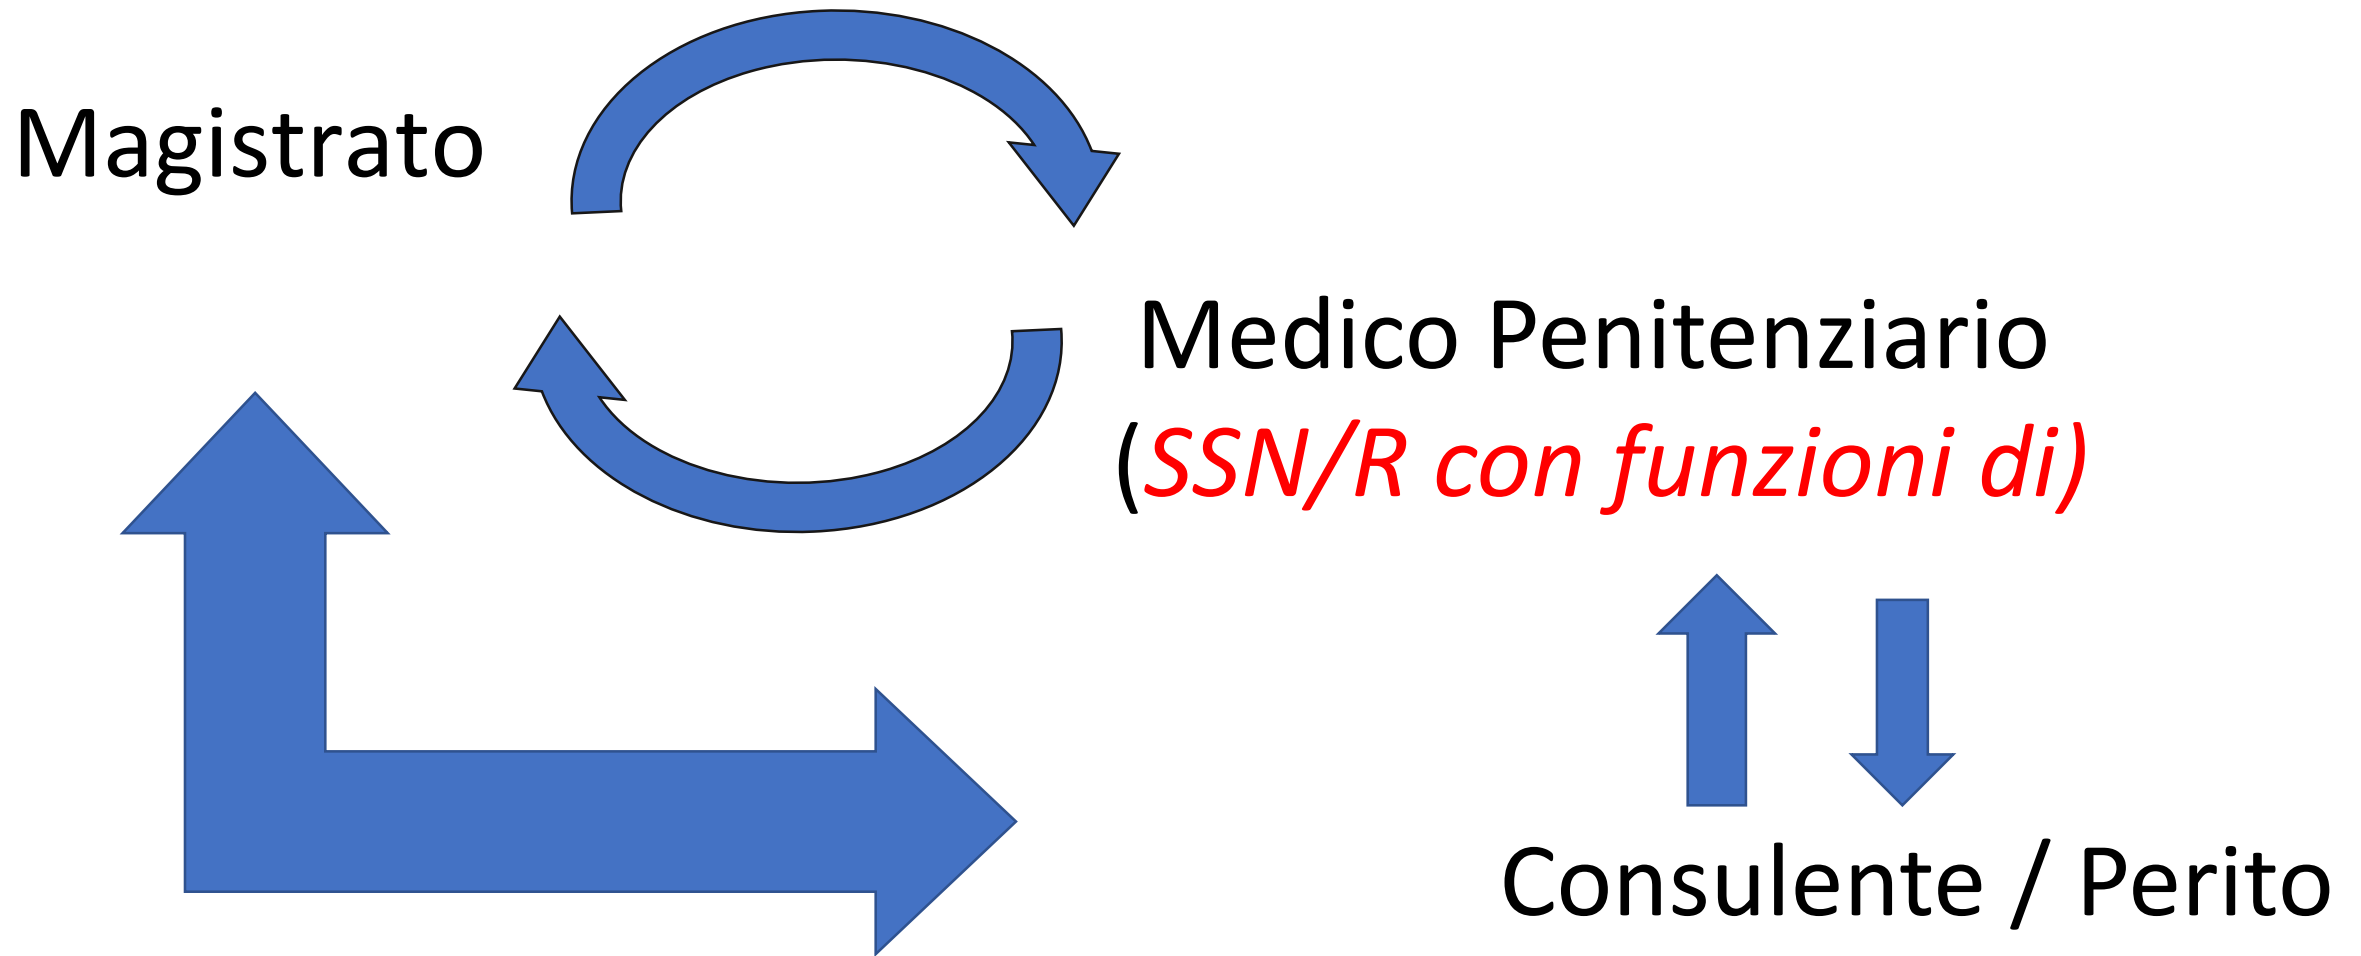 Magistrato
Medico Penitenziario
(SSN/R con funzioni di)
Consulente / Perito